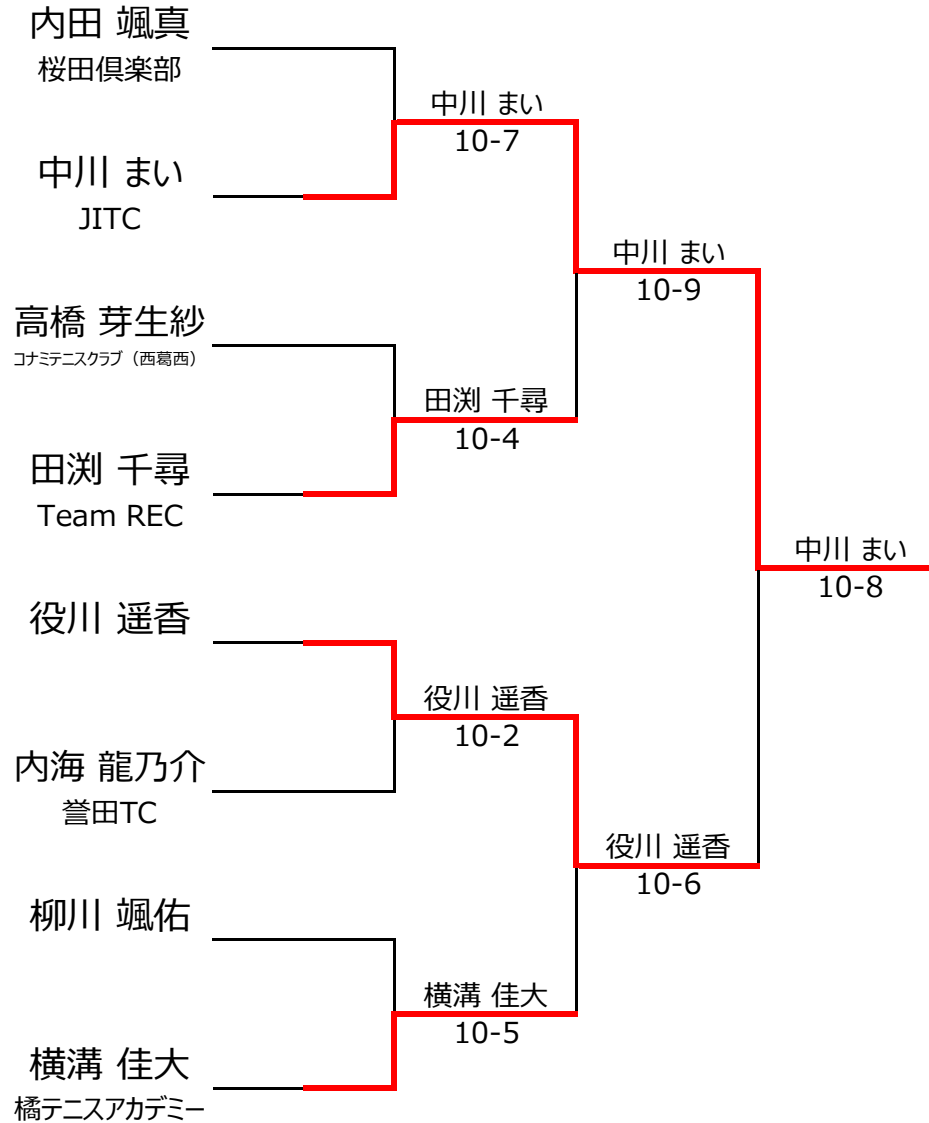 内田 颯真
桜田倶楽部
中川 まい
10-7
中川 まい
JITC
中川 まい
10-9
高橋 芽生紗
コナミテニスクラブ（西葛西）
田渕 千尋
10-4
田渕 千尋
Team REC
中川 まい
10-8
役川 遥香
役川 遥香
10-2
内海 龍乃介
誉田TC
役川 遥香
10-6
柳川 颯佑
横溝 佳大
10-5
横溝 佳大
橘テニスアカデミー